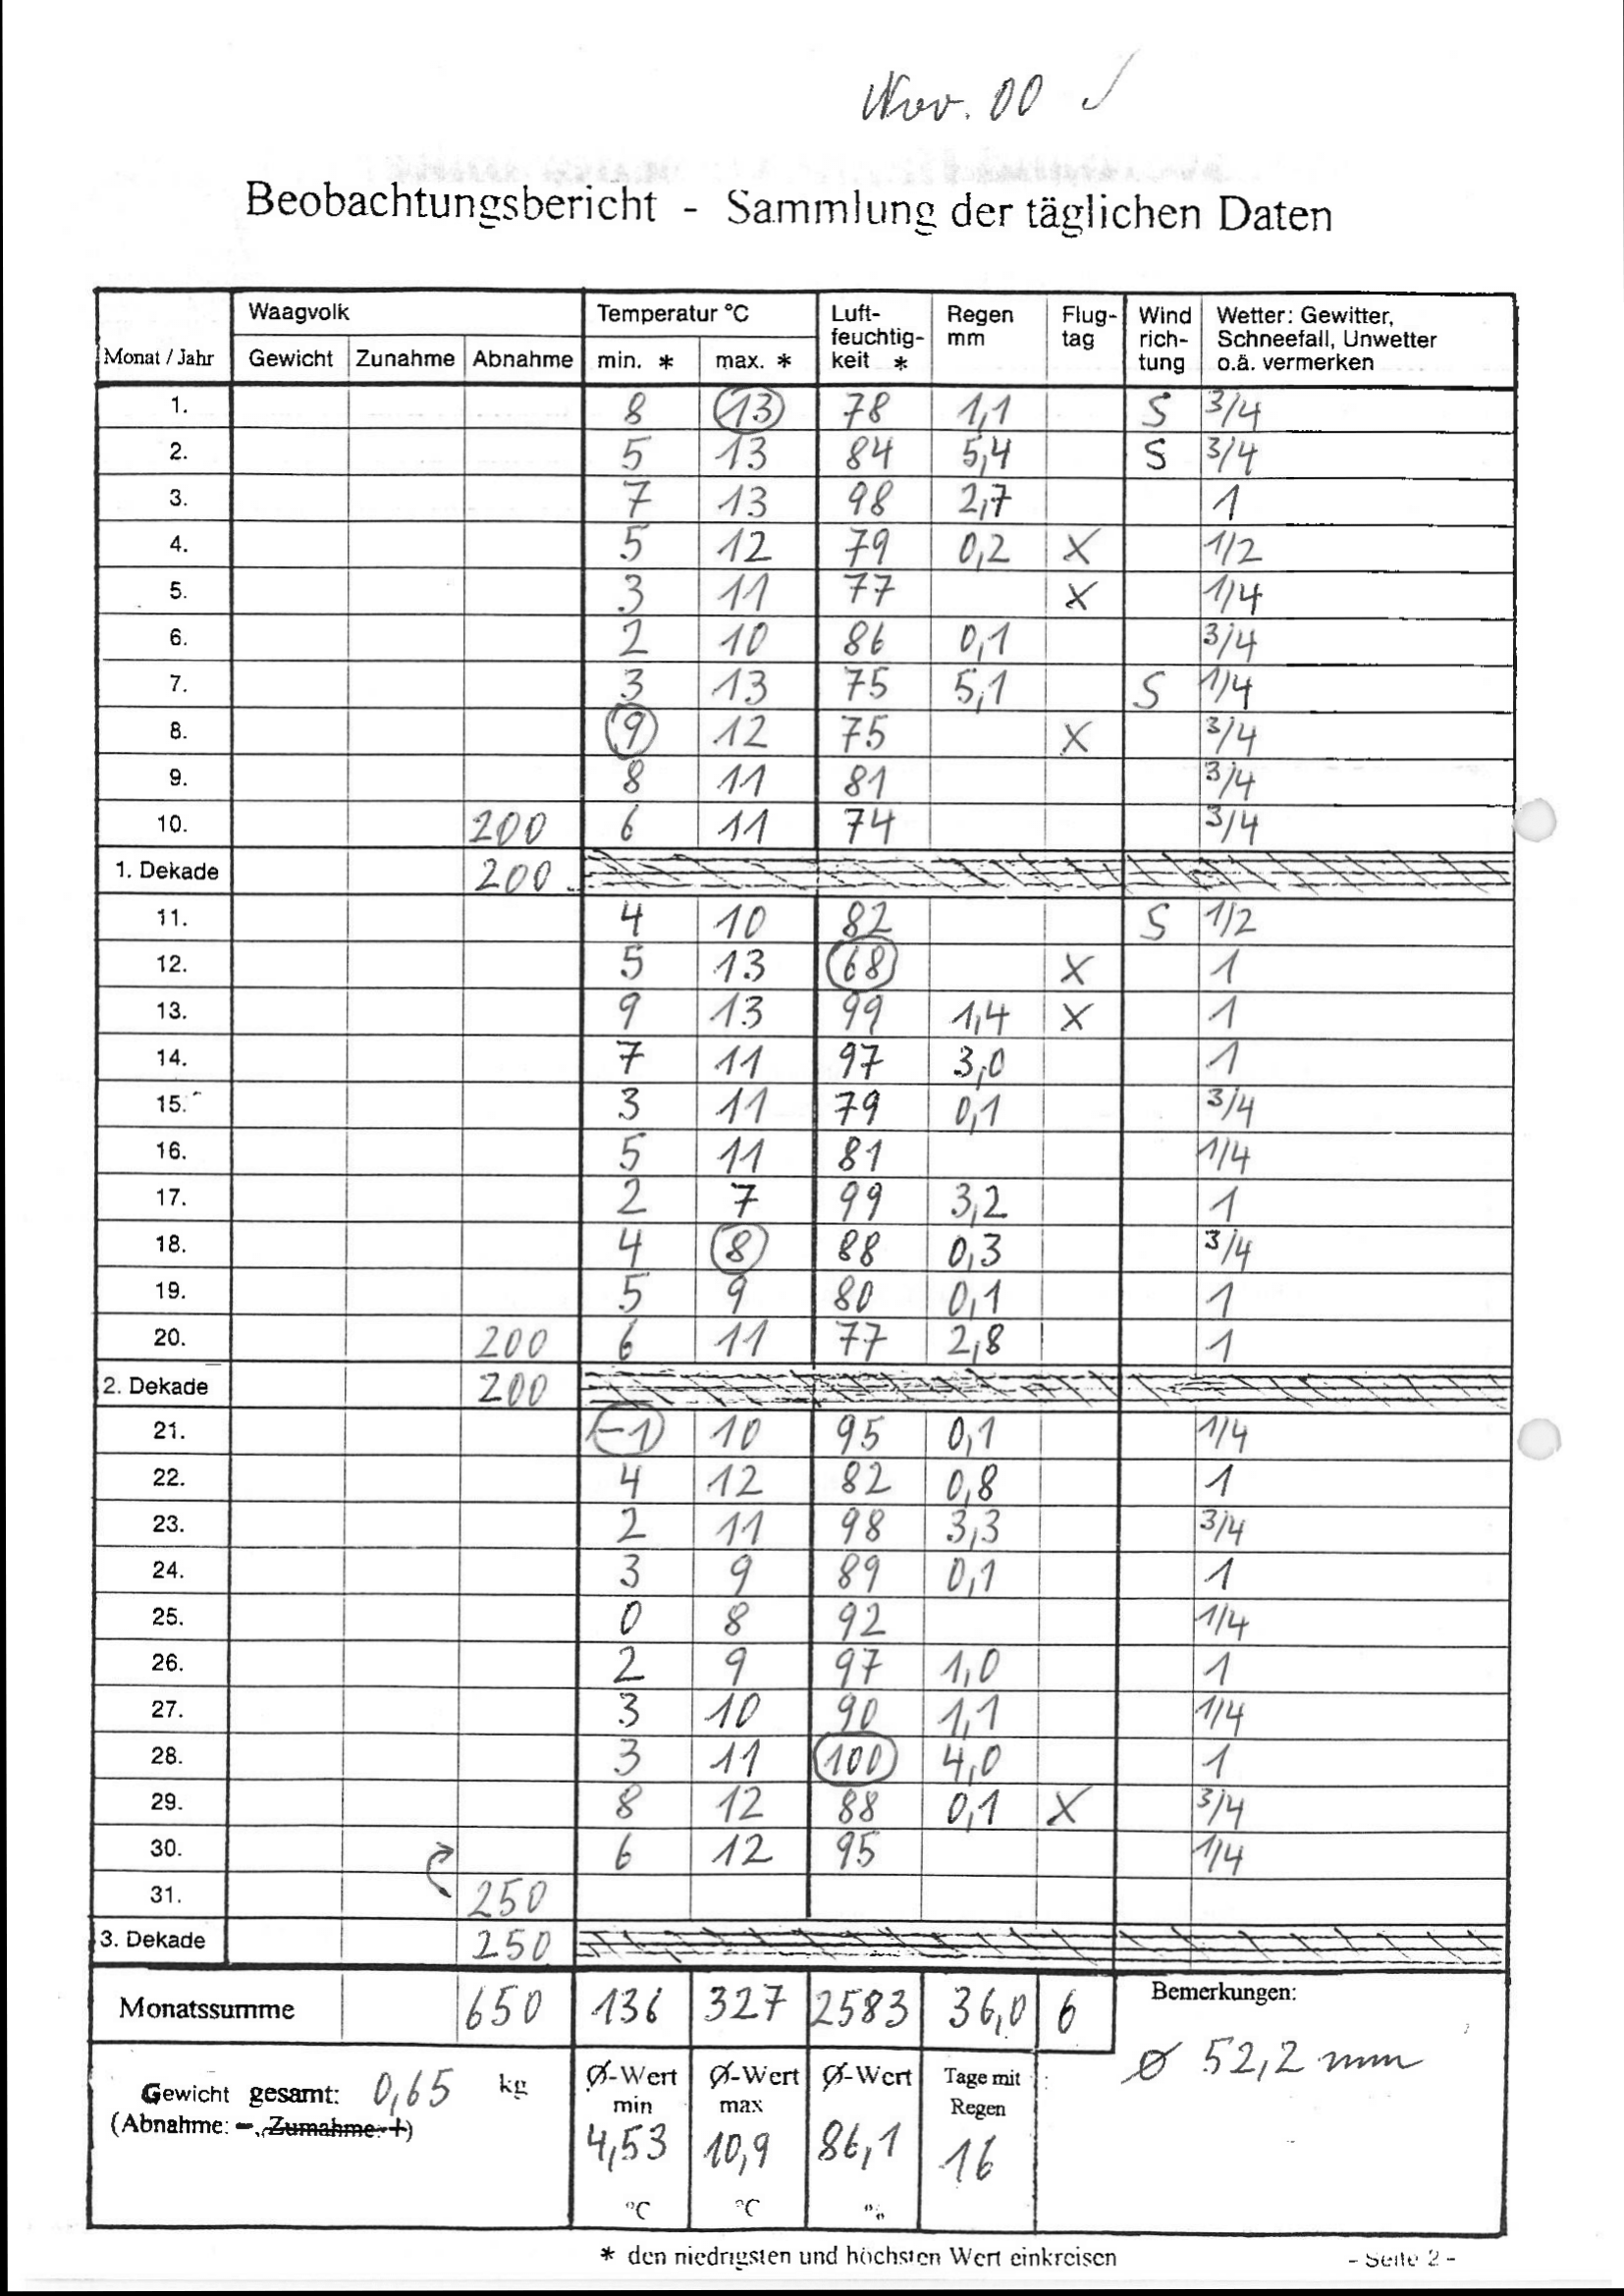 Nov. 00 ✓
Beobachtungsbericht - Sammlung der täglichen Daten
Monat / Jahr Waagvolk Temperatur °C Luft-feuchtig-keit * Regen mm Flug-tag Wind rich-tung Wetter: Gewitter, Schneefall, Unwetter o.ä. vermerken
Gewicht Zunahme Abnahme min. * max. *
1. 8 13 78 1,1 S 3/4
2. 5 13 84 5,4 S 3/4
3. 7 13 98 2,7 1
4. 5 12 79 0,2 X 1/2
5. 3 11 77 X 1/4
6. 2 10 86 0,1 3/4
7. 3 13 75 5,1 S 1/4
8. 9 12 75 X 3/4
9. 8 11 81 3/4
10. 200 6 11 74 3/4
1. Dekade 200
11. 4 10 82 S 1/2
12. 5 13 68 X 1
13. 9 13 99 1,4 X 1
14. 7 11 97 3,0 1
15. 3 11 79 0,1 3/4
16. 5 11 81 1/4
17. 2 7 99 3,2 1
18. 4 8 88 0,3 3/4
19. 5 9 80 0,1 1
20. 200 6 11 77 2,8 1
2. Dekade 200
21. -1 10 95 0,1 1/4
22. 4 12 82 0,8 1
23. 2 11 98 3,3 3/4
24. 3 9 89 0,1 1
25. 0 8 92 1/4
26. 2 9 97 1,0 1
27. 3 10 90 1,1 1/4
28. 3 11 100 4,0 1
29. 8 12 88 0,1 X 3/4
30. 6 12 95 1/4
31. 250
3. Dekade 250
Monatssumme 650 136 327 2583 36,0 6 Bemerkungen:
Ø 52,2 mm
Gewicht gesamt: 0,65 kg Ø-Wert min Ø-Wert max Ø-Wert Tage mit Regen
(Abnahme: -, Zumahme: +)
4,53 10,9 86,1 16
°C °C %
* den niedrigsten und höchsten Wert einkreisen
- Seite 2 -